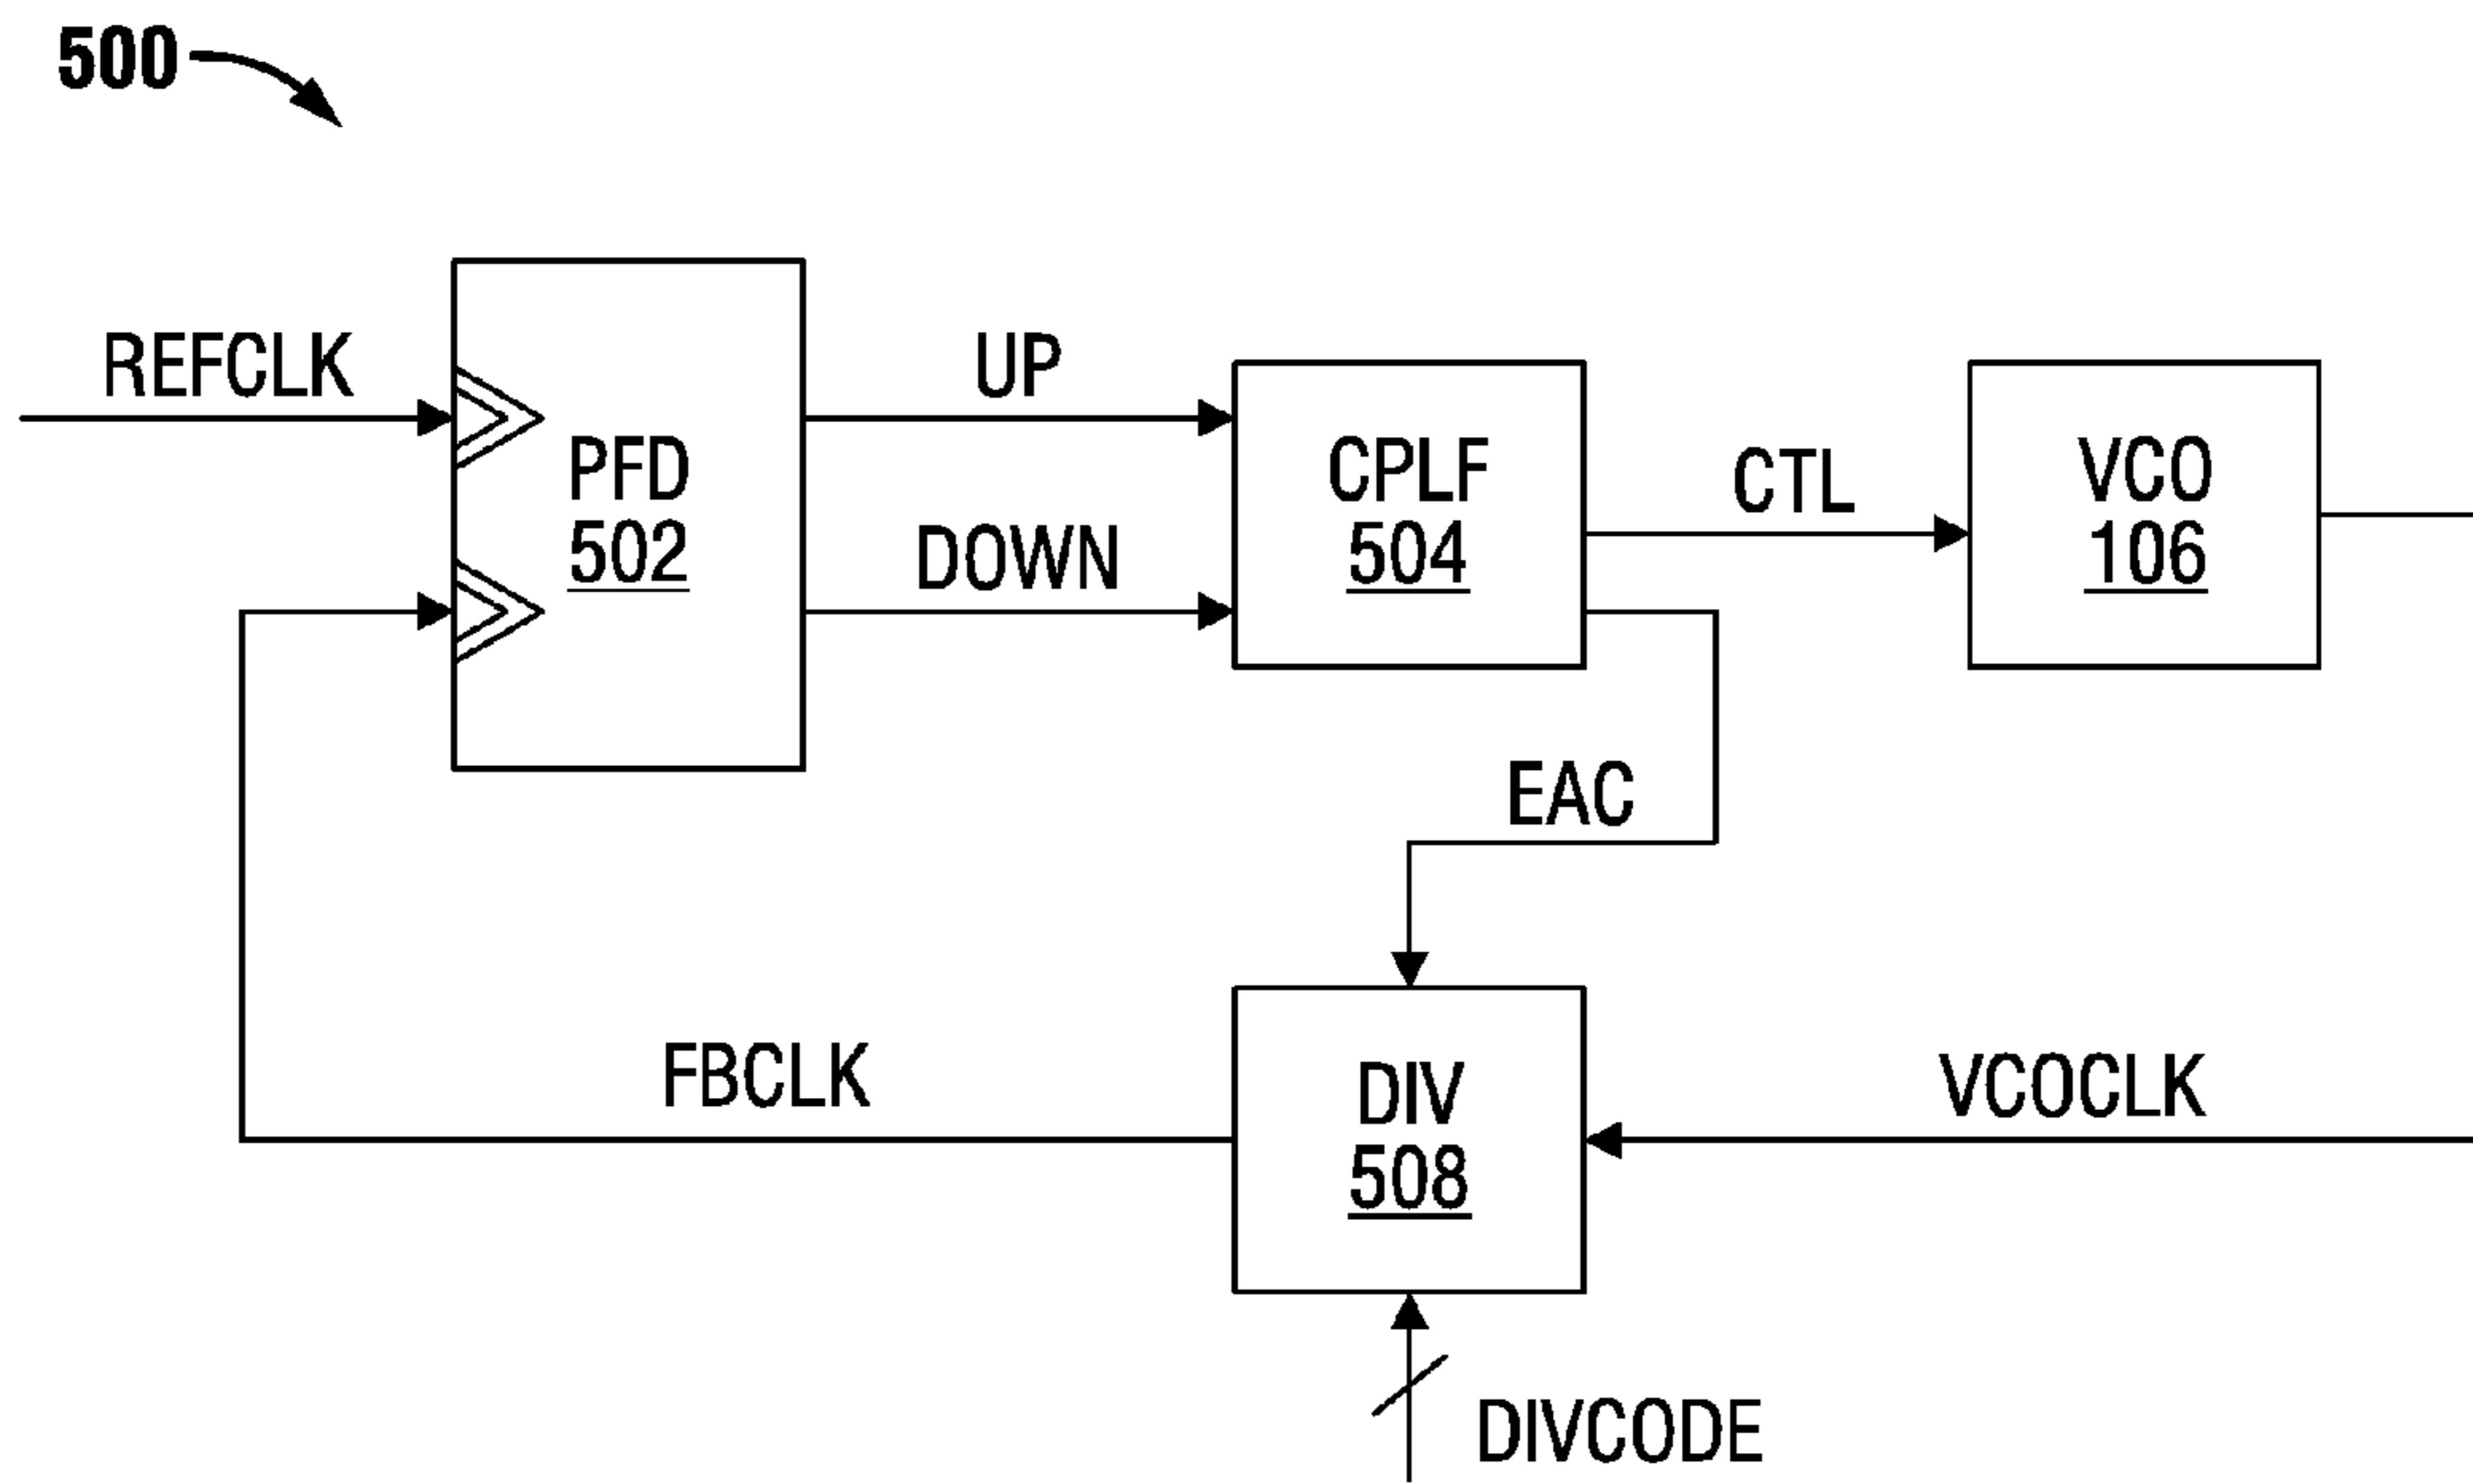 500
REFCLK
UP
DOWN
PFD
502
CPLF
504
CTL
VCO
106
EAC
FBCLK
DIV
508
VCOCLK
DIVCODE